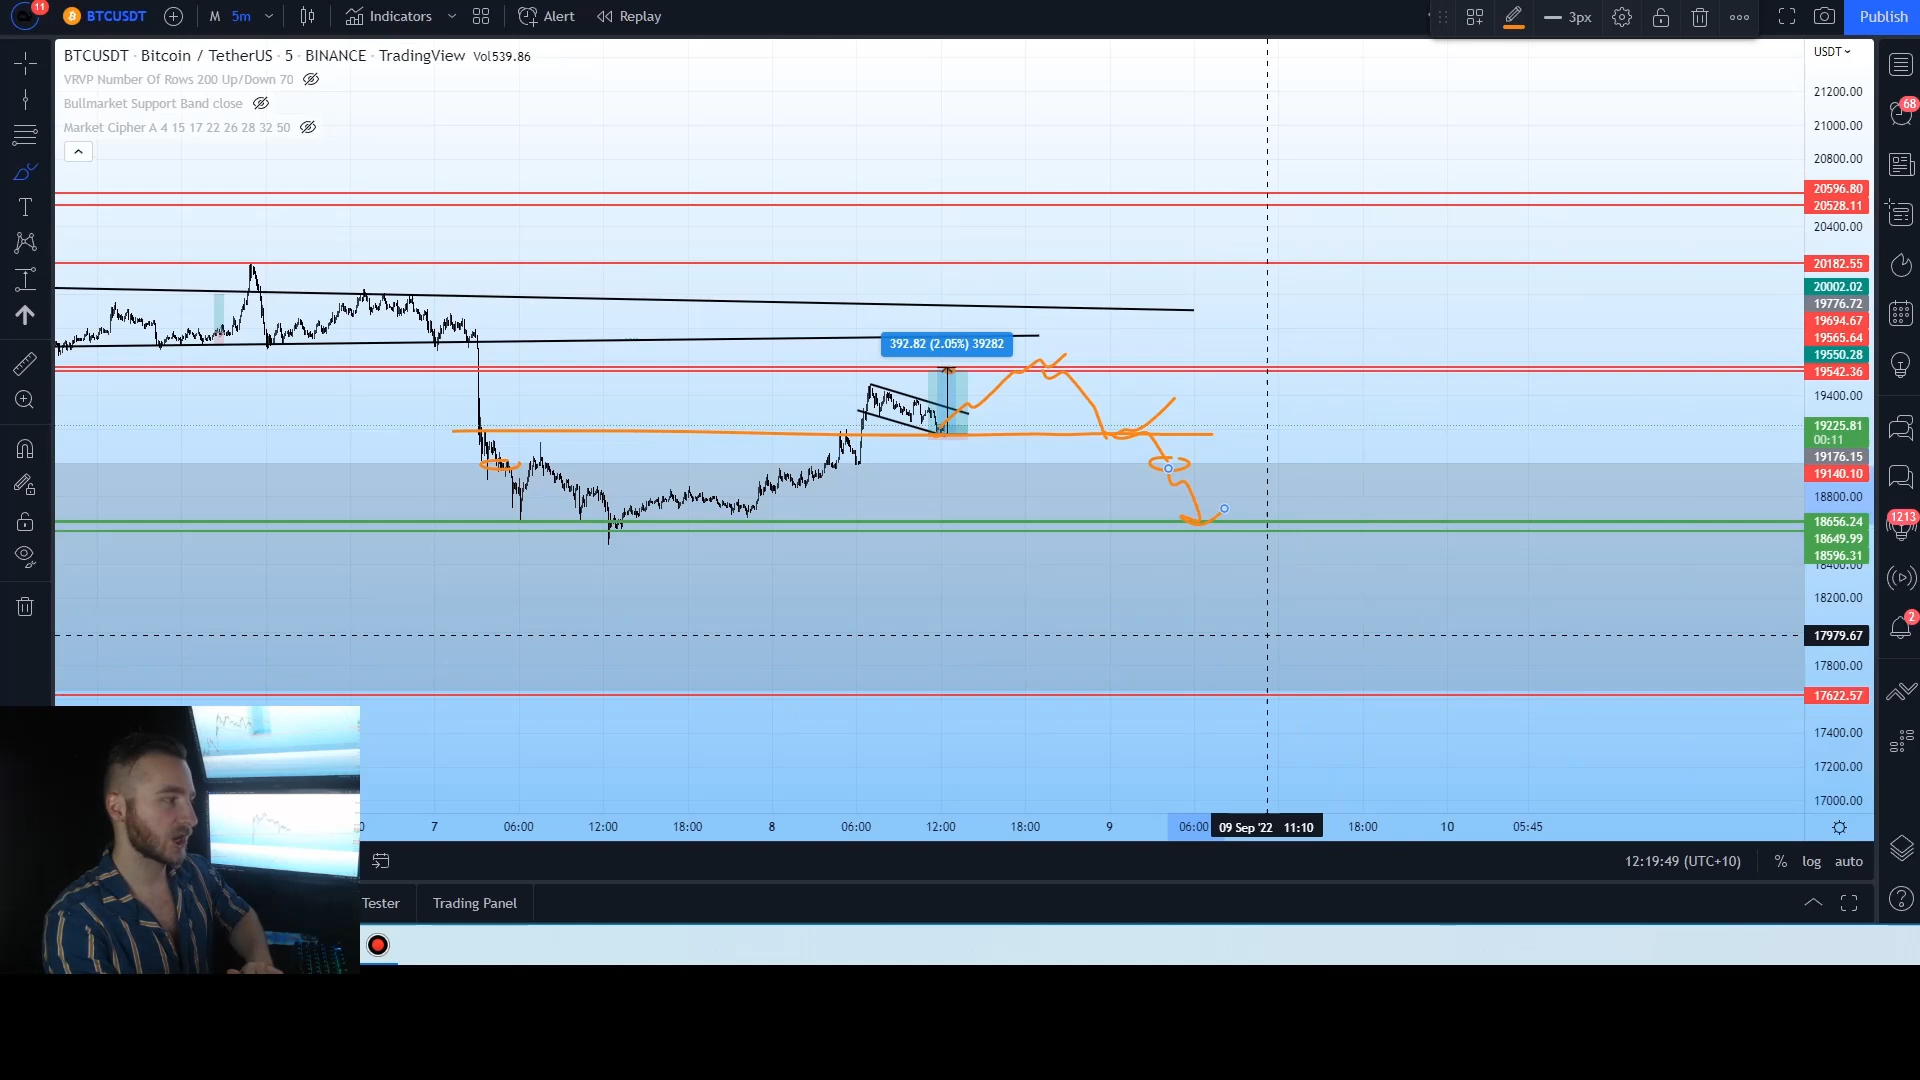 11
BTCUSDT
M
5m
Indicators
Alert
Replay
3px
Publish
BTCUSDT · Bitcoin / TetherUS · 5 · BINANCE · TradingView Vol539.86
VRVP Number Of Rows 200 Up/Down 70
Bullmarket Support Band close
Market Cipher A 4 15 17 22 26 28 32 50
USDT
21200.00
21000.00
20800.00
20596.80
20528.11
20400.00
20182.55
20002.02
19776.72
19694.67
19565.64
19550.28
19542.36
19400.00
19225.81
00:11
19176.15
19140.10
18800.00
18656.24
18649.99
18596.31
18400.00
18200.00
17979.67
17800.00
17622.57
17400.00
17200.00
17000.00
392.82 (2.05%) 39282
68
1213
2
7
06:00
12:00
18:00
8
06:00
12:00
18:00
9
06:00
09 Sep '22 11:10
18:00
10
05:45
12:19:49 (UTC+10)
%
log
auto
Tester
Trading Panel